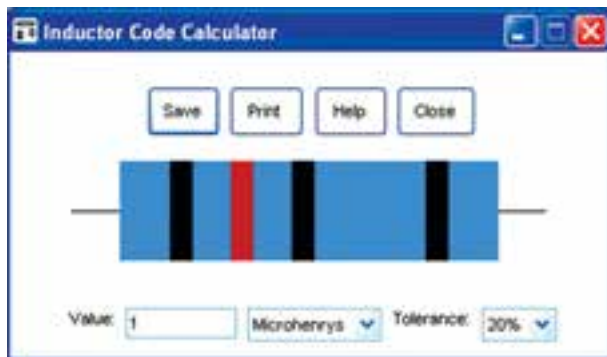 Inductor Code Calculator
Save Print Help Close
Value: 1 Microhenrys Tolerance: 20%